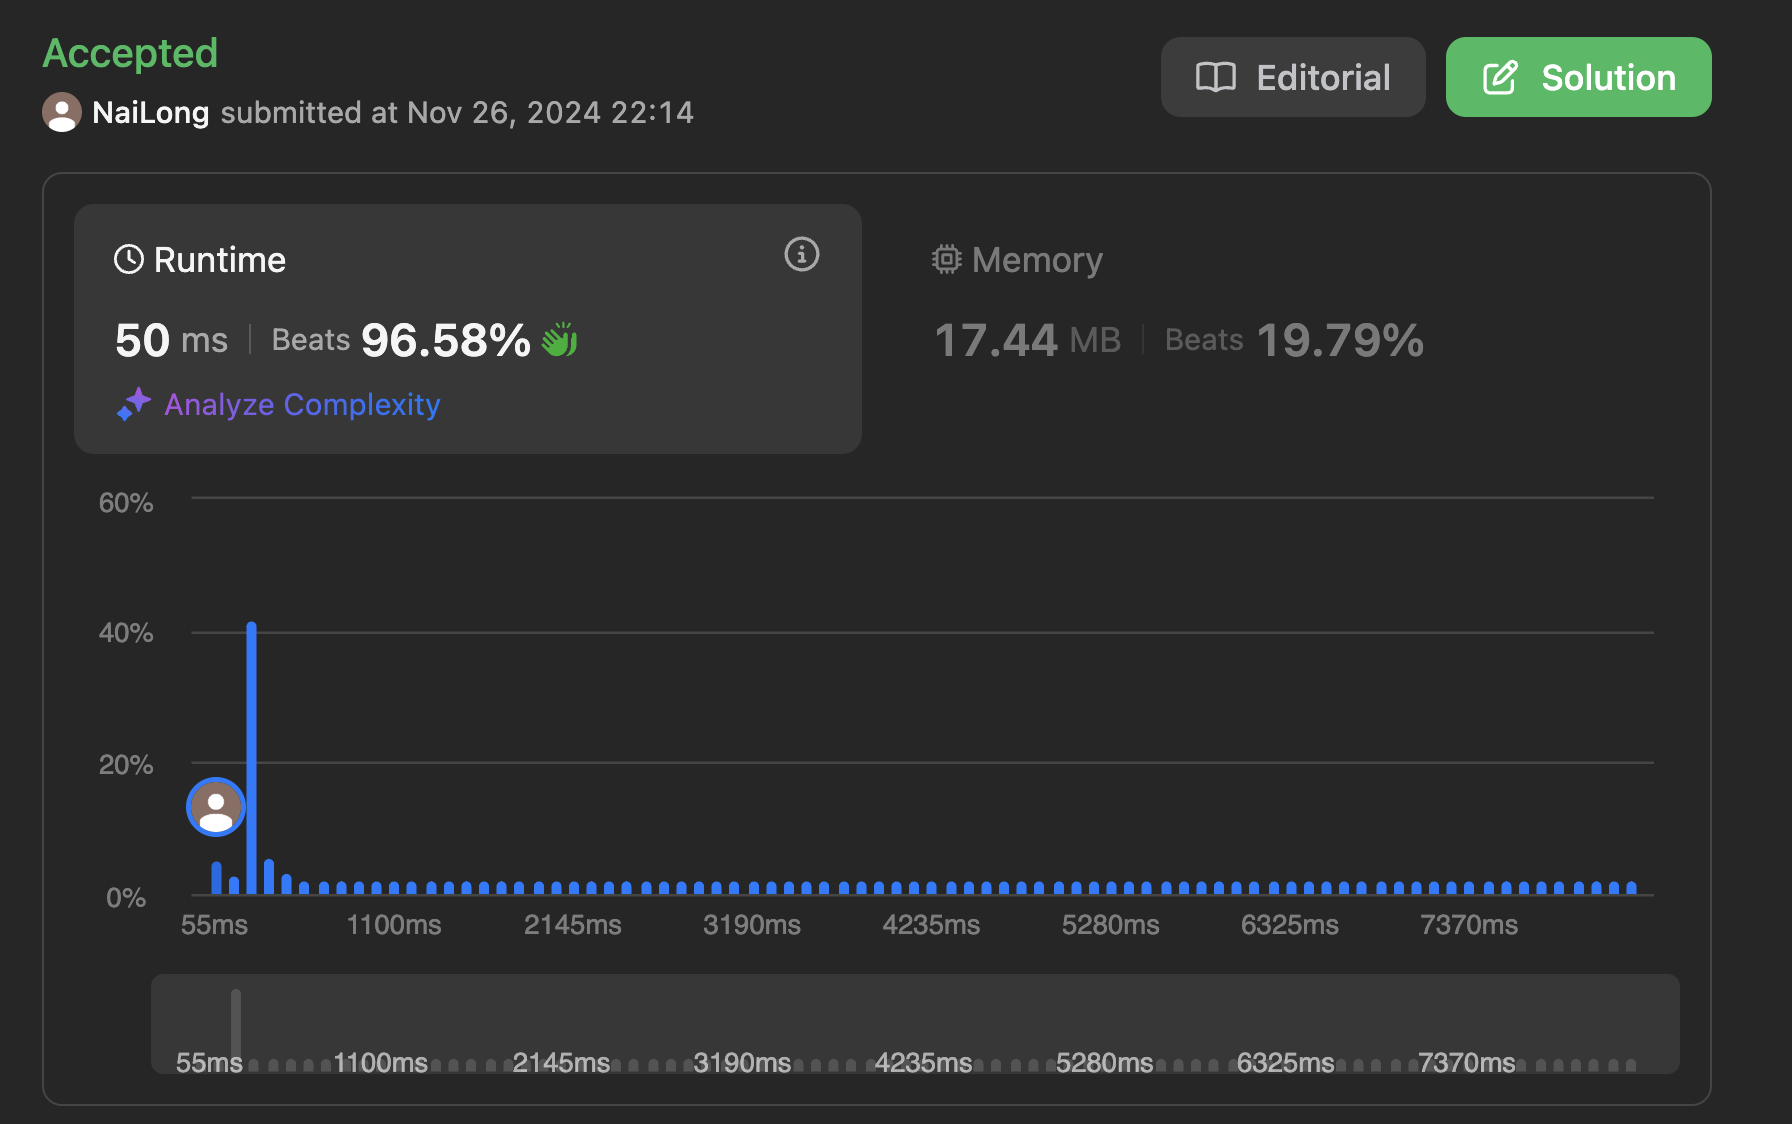 Accepted
NaiLong submitted at Nov 26, 2024 22:14
Editorial
Solution
Runtime
50 ms | Beats 96.58%
Analyze Complexity
Memory
17.44 MB | Beats 19.79%
60%
40%
20%
0%
55ms 1100ms 2145ms 3190ms 4235ms 5280ms 6325ms 7370ms
55ms 1100ms 2145ms 3190ms 4235ms 5280ms 6325ms 7370ms